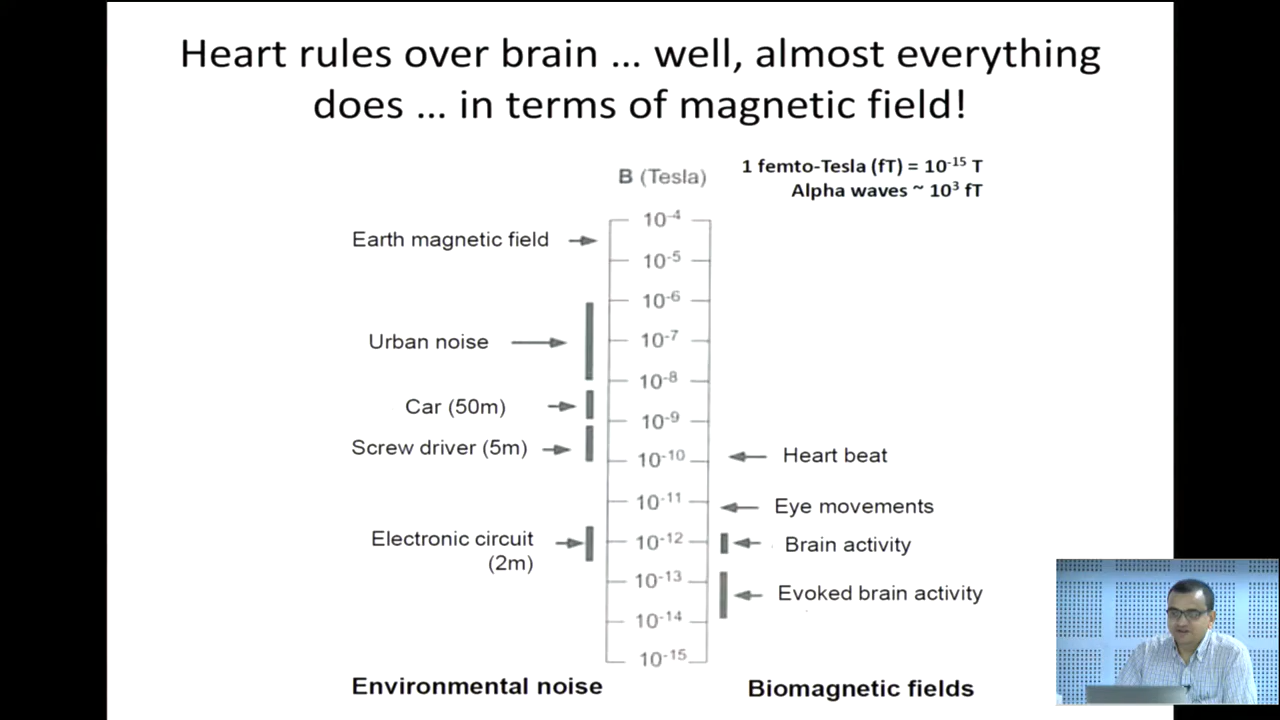 Heart rules over brain ... well, almost everything
does ... in terms of magnetic field!
B (Tesla)
1 femto-Tesla (fT) = 10⁻¹⁵ T
Alpha waves ~ 10³ fT
10⁻⁴
Earth magnetic field
10⁻⁵
10⁻⁶
Urban noise
10⁻⁷
10⁻⁸
Car (50m)
10⁻⁹
Screw driver (5m)
10⁻¹⁰
Heart beat
10⁻¹¹
Eye movements
Electronic circuit
(2m)
10⁻¹²
Brain activity
10⁻¹³
Evoked brain activity
10⁻¹⁴
10⁻¹⁵
Environmental noise
Biomagnetic fields